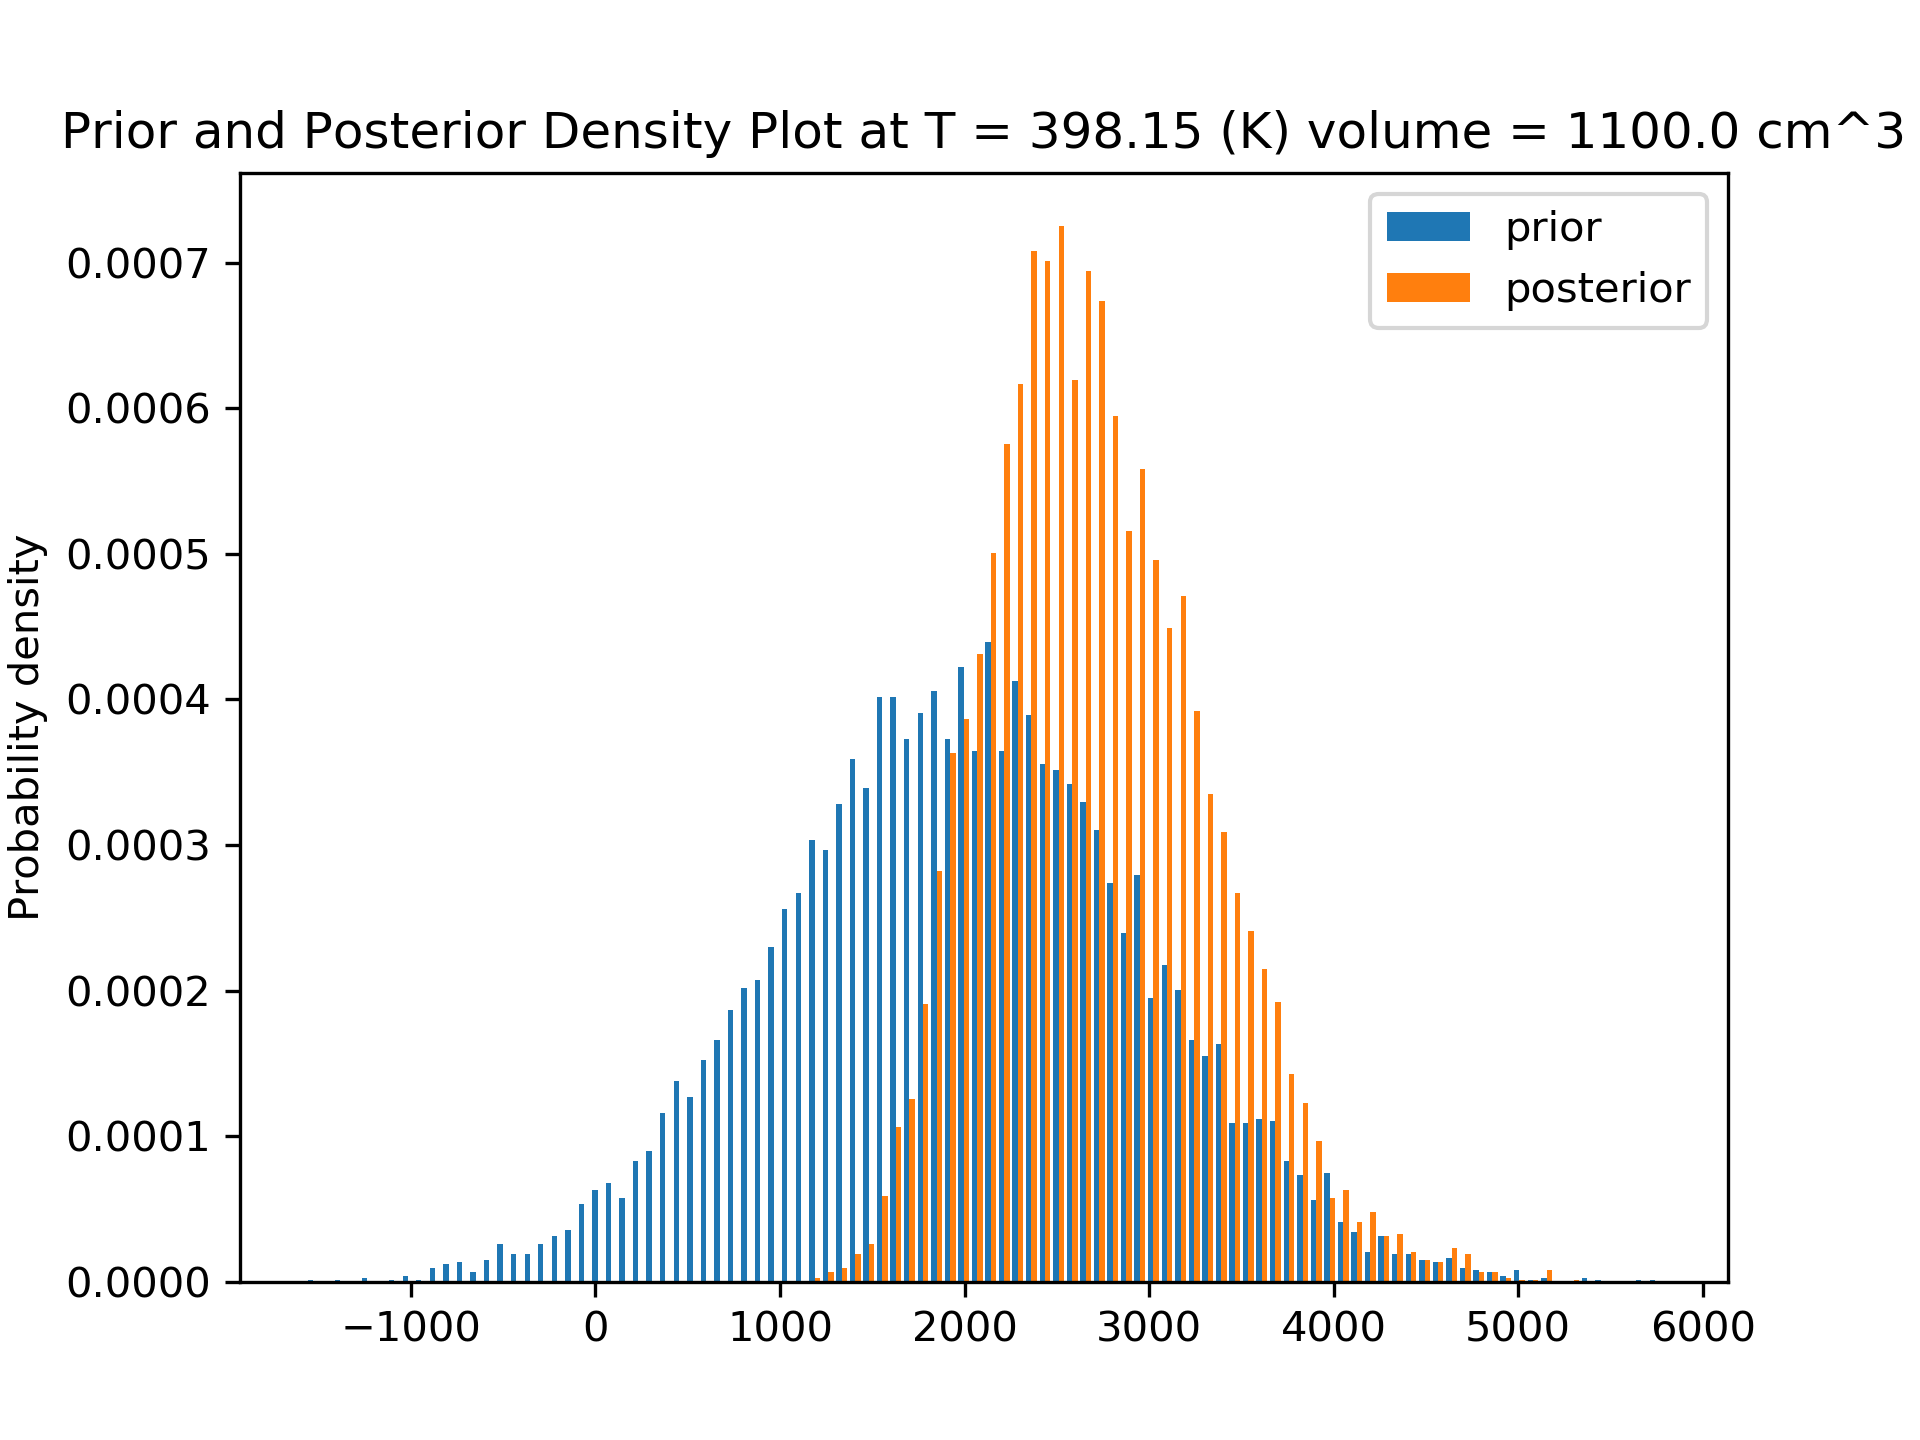 Prior and Posterior Density Plot at T = 398.15 (K) volume = 1100.0 cm^3
prior
posterior
0.0007
0.0006
0.0005
0.0004
0.0003
0.0002
0.0001
0.0000
Probability density
−1000 0 1000 2000 3000 4000 5000 6000